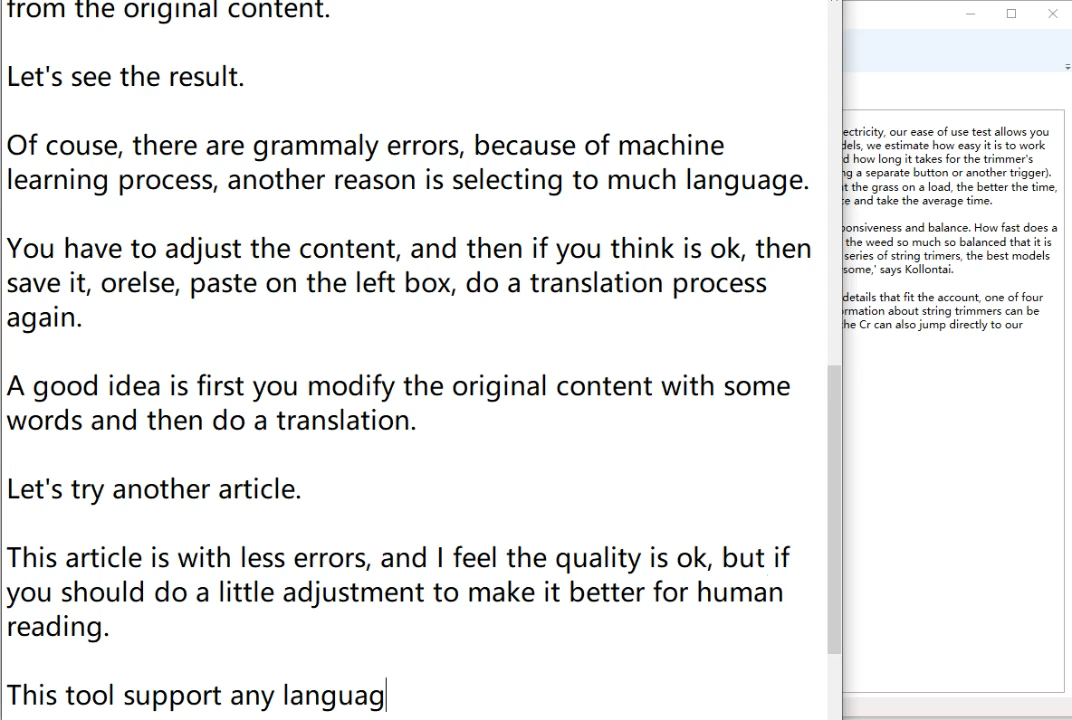 from the original content.
Let's see the result.
Of couse, there are grammaly errors, because of machine
learning process, another reason is selecting to much language.
You have to adjust the content, and then if you think is ok, then
save it, orelse, paste on the left box, do a translation process
again.
A good idea is first you modify the original content with some
words and then do a translation.
Let's try another article.
This article is with less errors, and I feel the quality is ok, but if
you should do a little adjustment to make it better for human
reading.
This tool support any languag
ectricity, our ease of use test allows you
dels, we estimate how easy it is to work
d how long it takes for the trimmer's
ng a separate button or another trigger).
t the grass on a load, the better the time,
ce and take the average time.
ponsiveness and balance. How fast does a
the weed so much so balanced that it is
series of string trimers, the best models
some,' says Kollontai.
details that fit the account, one of four
ormation about string trimmers can be
he Cr can also jump directly to our